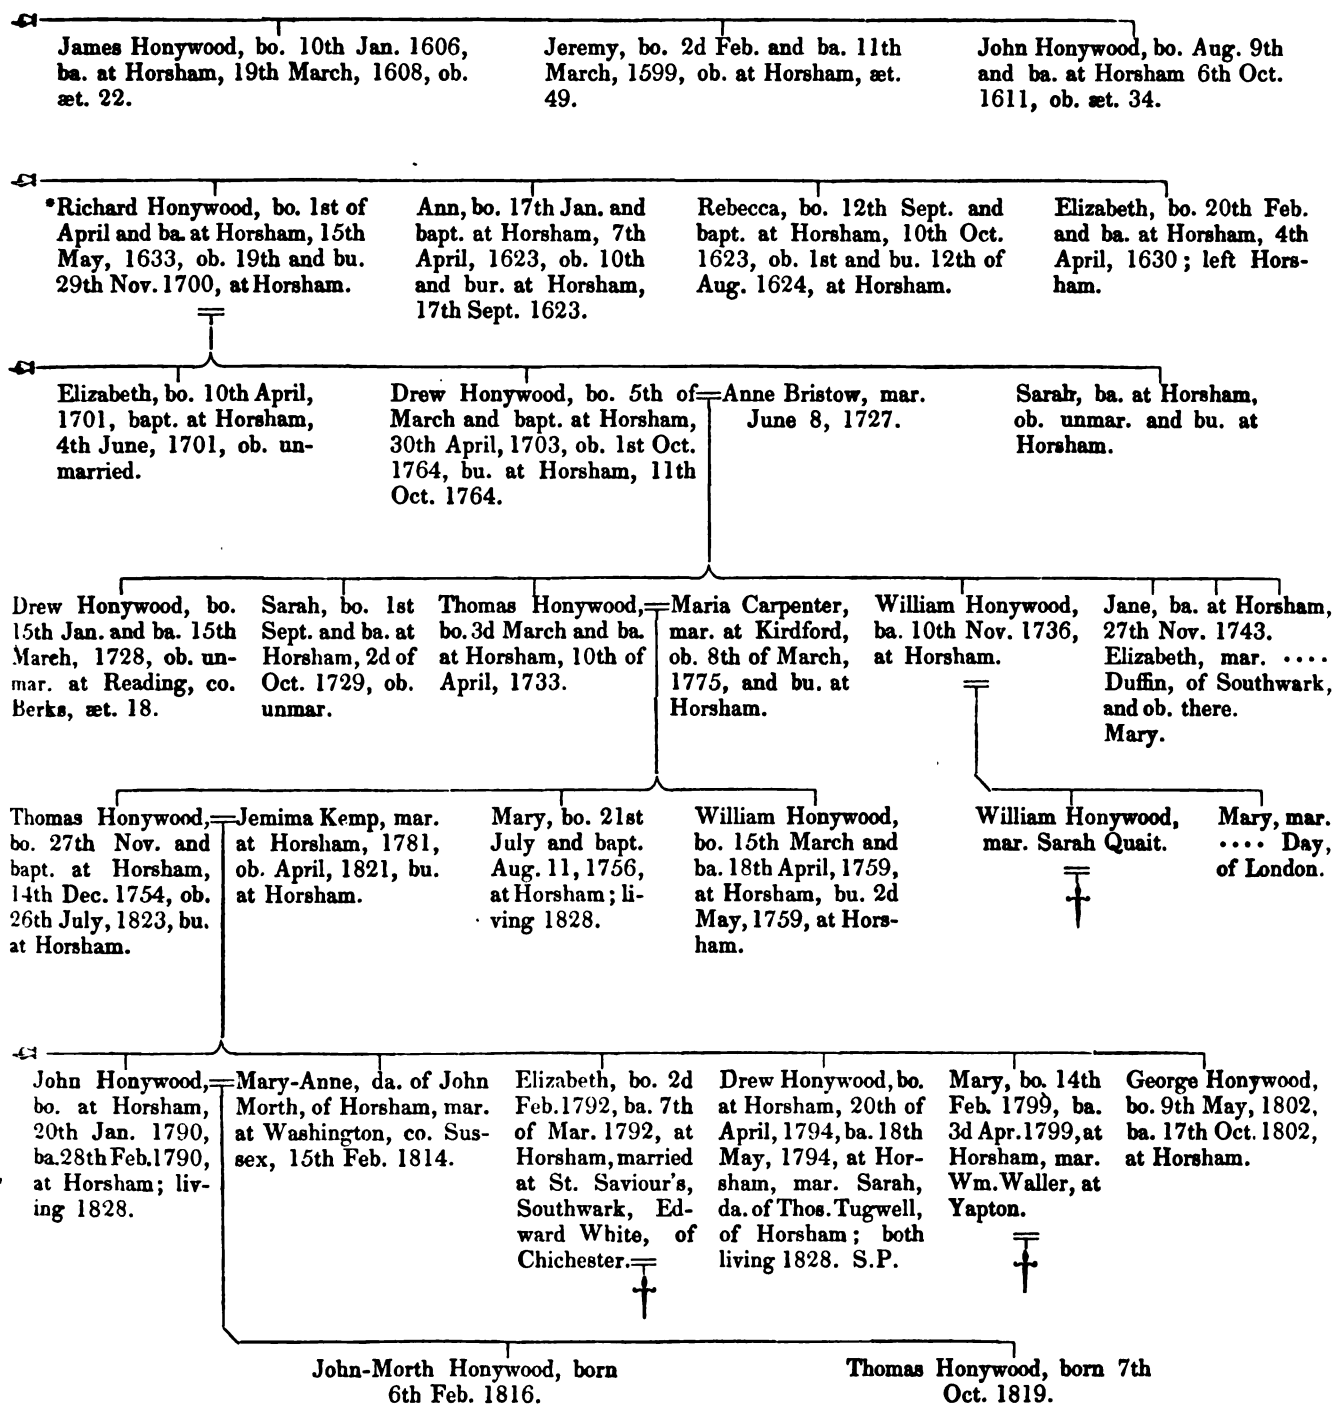 James Honywood, bo. 10th Jan. 1606,
ba. at Horsham, 19th March, 1608, ob.
æt. 22.
Jeremy, bo. 2d Feb. and ba. 11th
March, 1599, ob. at Horsham, æt.
49.
John Honywood, bo. Aug. 9th
and ba. at Horsham 6th Oct.
1611, ob. æt. 34.
*Richard Honywood, bo. 1st of
April and ba. at Horsham, 15th
May, 1633, ob. 19th and bu.
29th Nov. 1700, at Horsham.
Ann, bo. 17th Jan. and
bapt. at Horsham, 7th
April, 1623, ob. 10th
and bur. at Horsham,
17th Sept. 1623.
Rebecca, bo. 12th Sept. and
bapt. at Horsham, 10th Oct.
1623, ob. 1st and bu. 12th of
Aug. 1624, at Horsham.
Elizabeth, bo. 20th Feb.
and ba. at Horsham, 4th
April, 1630; left Hors-
ham.
Elizabeth, bo. 10th April,
1701, bapt. at Horsham,
4th June, 1701, ob. un-
married.
Drew Honywood, bo. 5th of
March and bapt. at Horsham,
30th April, 1703, ob. 1st Oct.
1764, bu. at Horsham, 11th
Oct. 1764.
Anne Bristow, mar.
June 8, 1727.
Sarah, ba. at Horsham,
ob. unmar. and bu. at
Horsham.
Drew Honywood, bo.
15th Jan. and ba. 15th
March, 1728, ob. un-
mar. at Reading, co.
Berks, æt. 18.
Sarah, bo. 1st
Sept. and ba. at
Horsham, 2d of
Oct. 1729, ob.
unmar.
Thomas Honywood,
bo. 3d March and ba.
at Horsham, 10th of
April, 1733.
Maria Carpenter,
mar. at Kirdford,
ob. 8th of March,
1775, and bu. at
Horsham.
William Honywood,
ba. 10th Nov. 1736,
at Horsham.
Jane, ba. at Horsham,
27th Nov. 1743.
Elizabeth, mar. ....
Duffin, of Southwark,
and ob. there.
Mary.
Thomas Honywood,
bo. 27th Nov. and
bapt. at Horsham,
14th Dec. 1754, ob.
26th July, 1823, bu.
at Horsham.
Jemima Kemp, mar.
at Horsham, 1781,
ob. April, 1821, bu.
at Horsham.
Mary, bo. 21st
July and bapt.
Aug. 11, 1756,
at Horsham; li-
ving 1828.
William Honywood,
bo. 15th March and
ba. 18th April, 1759,
at Horsham, bu. 2d
May, 1759, at Hors-
ham.
William Honywood,
mar. Sarah Quait.
Mary, mar.
.... Day,
of London.
John Honywood,
bo. at Horsham,
20th Jan. 1790,
ba. 28th Feb. 1790,
at Horsham; liv-
ing 1828.
Mary-Anne, da. of John
Morth, of Horsham, mar.
at Washington, co. Sus-
sex, 15th Feb. 1814.
Elizabeth, bo. 2d
Feb. 1792, ba. 7th
of Mar. 1792, at
Horsham, married
at St. Saviour's,
Southwark, Ed-
ward White, of
Chichester.
Drew Honywood, bo.
at Horsham, 20th of
April, 1794, ba. 18th
May, 1794, at Hor-
sham, mar. Sarah,
da. of Thos. Tugwell,
of Horsham; both
living 1828. S.P.
Mary, bo. 14th
Feb. 1799, ba.
3d Apr. 1799, at
Horsham, mar.
Wm. Waller, at
Yapton.
George Honywood,
bo. 9th May, 1802,
ba. 17th Oct. 1802,
at Horsham.
John-Morth Honywood, born
6th Feb. 1816.
Thomas Honywood, born 7th
Oct. 1819.